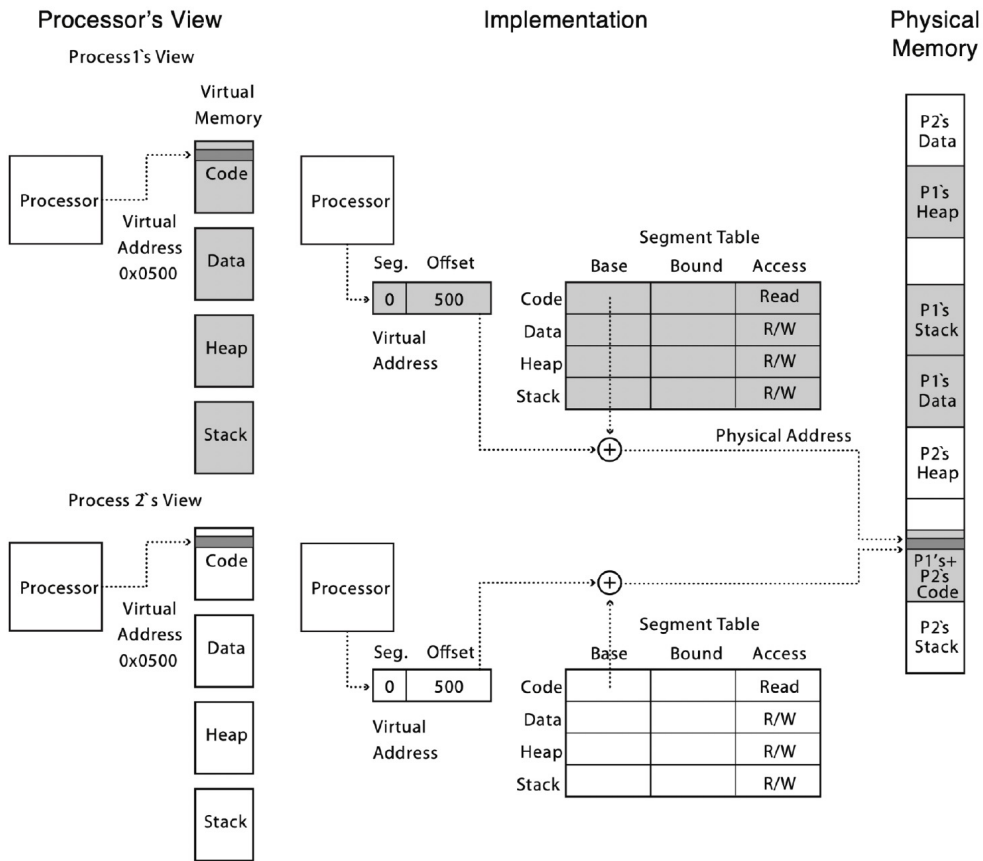 Processor's View
Implementation
Physical
Memory
Process1`s View
Virtual
Memory
Processor
Code
Virtual
Address
0x0500
Data
Heap
Stack
Processor
Seg. Offset
0 500
Virtual
Address
Segment Table
Base Bound Access
Code Read
Data R/W
Heap R/W
Stack R/W
Physical Address
P2`s
Data
P1`s
Heap
P1`s
Stack
P1`s
Data
P2`s
Heap
P1's+
P2`s
Code
P2`s
Stack
Process 2`s View
Processor
Code
Virtual
Address
0x0500
Data
Heap
Stack
Processor
Seg. Offset
0 500
Virtual
Address
Segment Table
Base Bound Access
Code Read
Data R/W
Heap R/W
Stack R/W